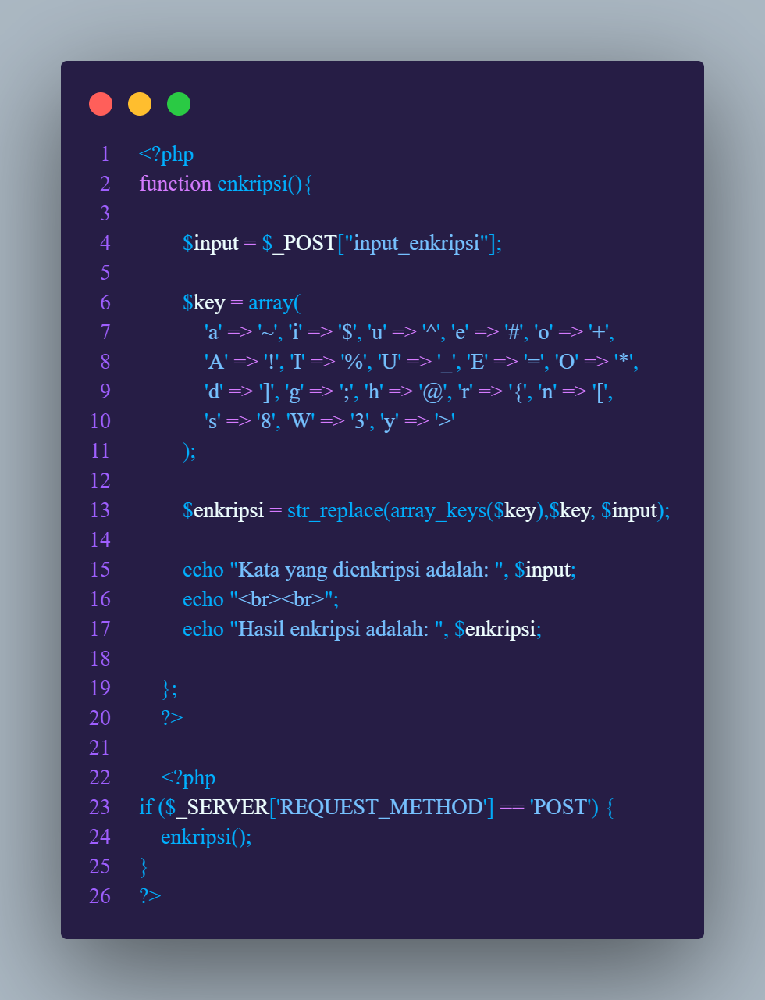 1 <?php
2 function enkripsi(){
3
4 $input = $_POST["input_enkripsi"];
5
6 $key = array(
7 'a' => '~', 'i' => '$', 'u' => '^', 'e' => '#', 'o' => '+',
8 'A' => '!', 'I' => '%', 'U' => '_', 'E' => '=', 'O' => '*',
9 'd' => ']', 'g' => ';', 'h' => '@', 'r' => '{', 'n' => '[',
10 's' => '8', 'W' => '3', 'y' => '>'
11 );
12
13 $enkripsi = str_replace(array_keys($key),$key, $input);
14
15 echo "Kata yang dienkripsi adalah: ", $input;
16 echo "<br><br>";
17 echo "Hasil enkripsi adalah: ", $enkripsi;
18
19 };
20 ?>
21
22 <?php
23 if ($_SERVER['REQUEST_METHOD'] == 'POST') {
24 enkripsi();
25 }
26 ?>